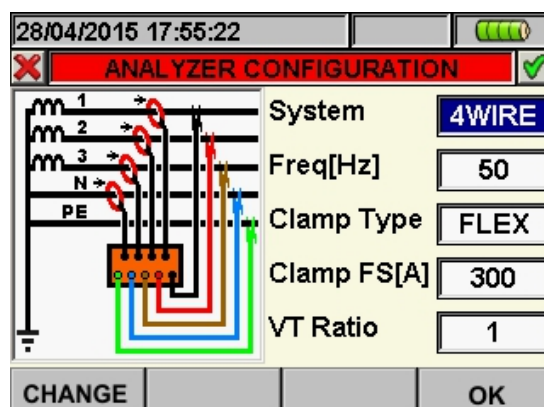 28/04/2015 17:55:22
ANALYZER CONFIGURATION
1
2
3
N
PE
System 4WIRE
Freq[Hz] 50
Clamp Type FLEX
Clamp FS[A] 300
VT Ratio 1
CHANGE OK